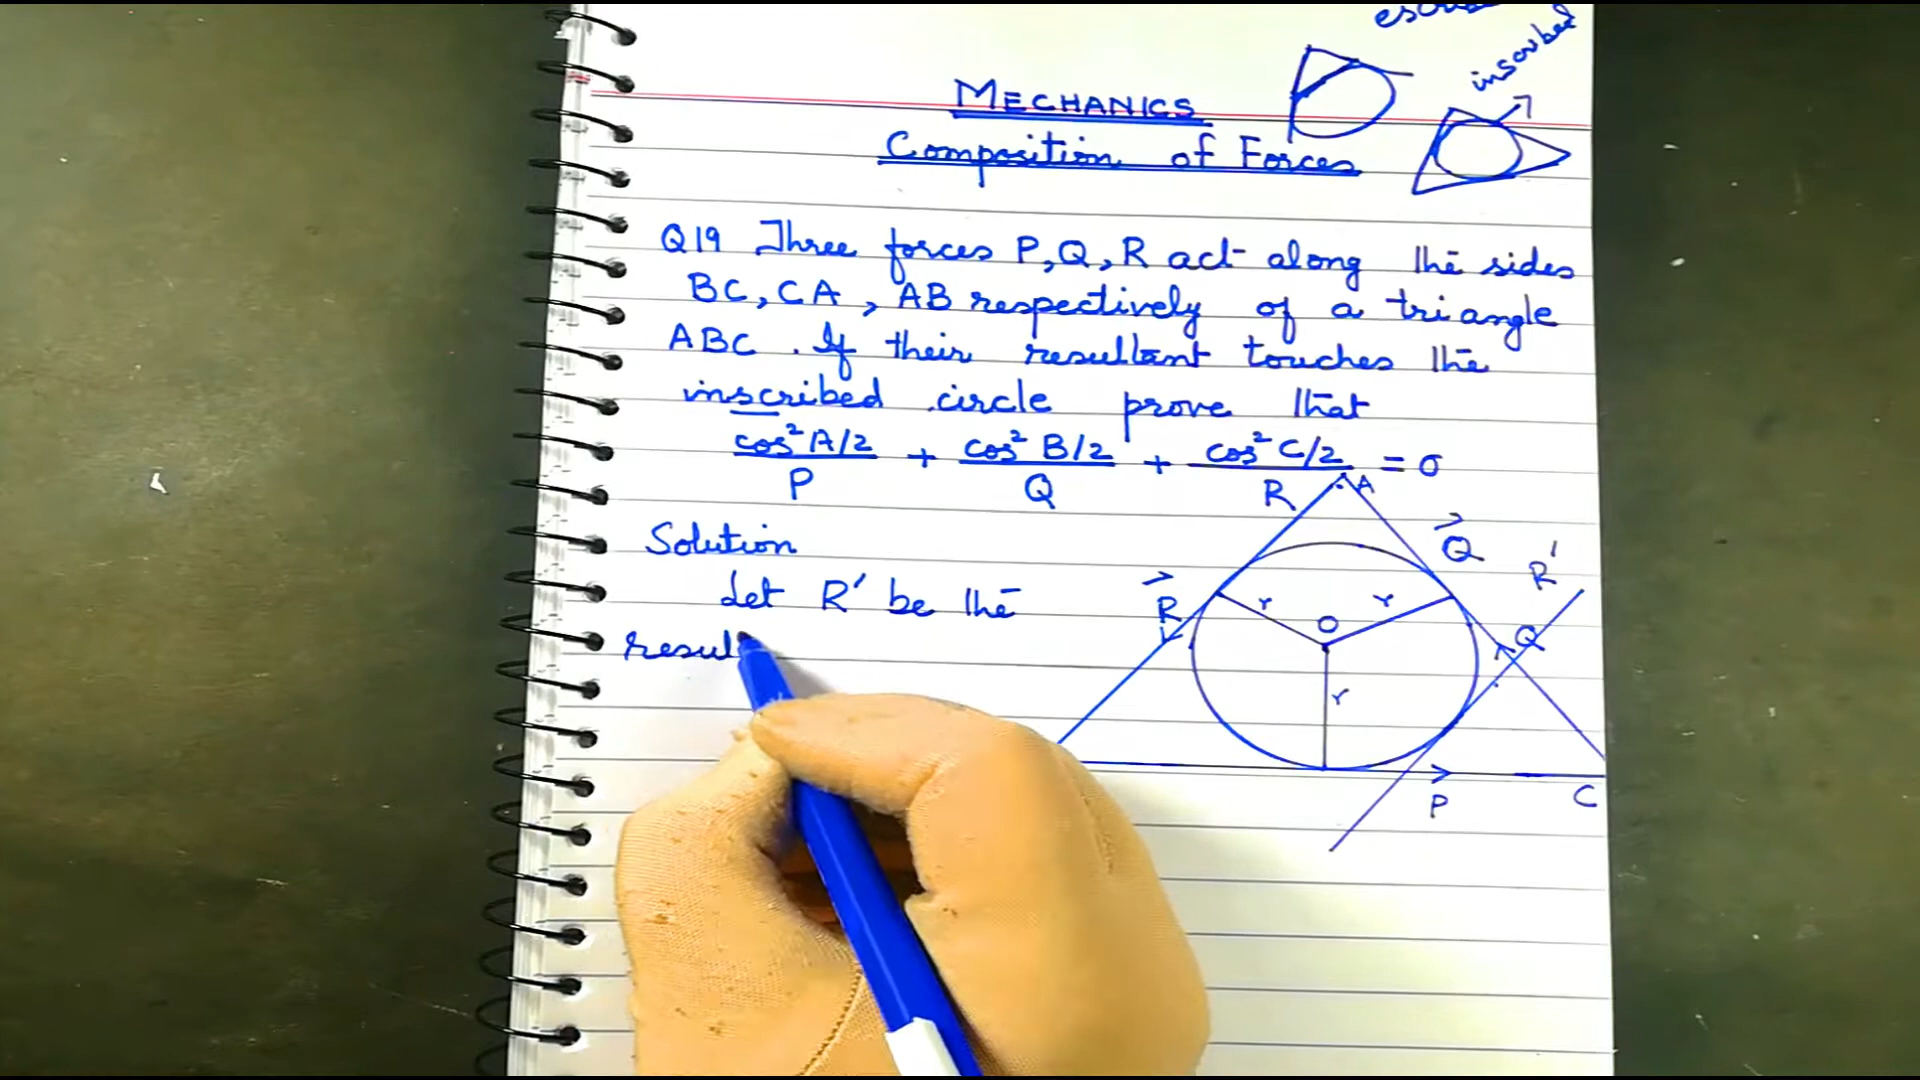 inscribed
MECHANICS
Composition of Forces
Q19 Three forces P, Q, R act along the sides
BC, CA, AB respectively of a triangle
ABC. If their resultant touches the
inscribed circle prove that
cos² A/2 / P + cos² B/2 / Q + cos² C/2 / R = 0
A
Solution
Q
R'
Let R' be the
R
r r
O
Q
resul
r
P
C